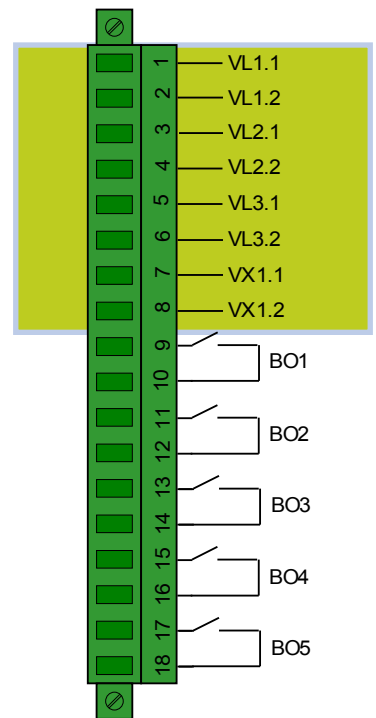 1 VL1.1
2 VL1.2
3 VL2.1
4 VL2.2
5 VL3.1
6 VL3.2
7 VX1.1
8 VX1.2
9
BO1
10
11
BO2
12
13
BO3
14
15
BO4
16
17
BO5
18